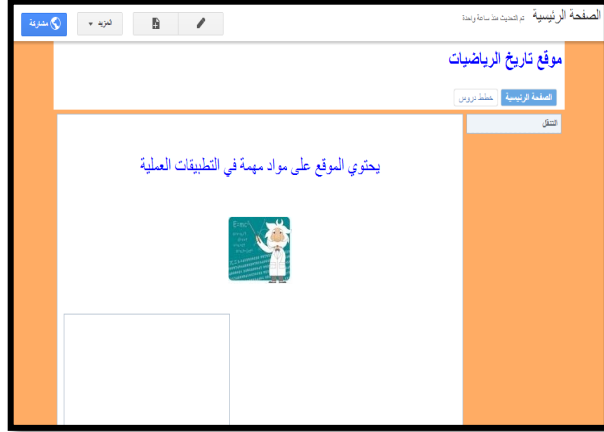 الصفحة الرئيسية تم التحديث منذ ساعة واحدة
المزيد
مشاركة
موقع تاريخ الرياضيات
الصفحة الرئيسية
خطط دروس
التنقل
يحتوي الموقع على مواد مهمة في التطبيقات العملية